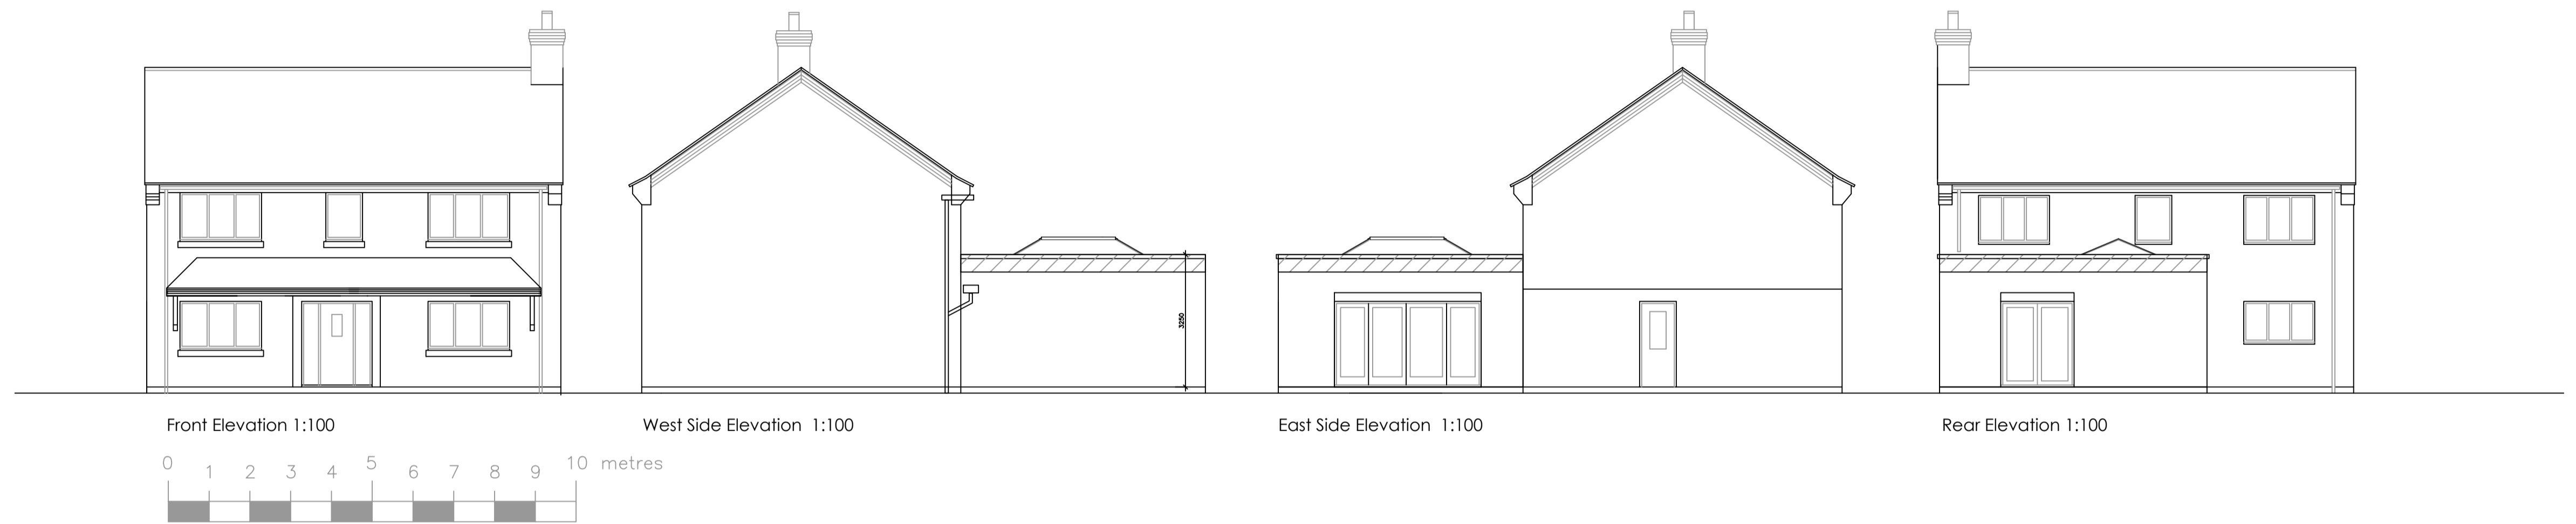 3250
Front Elevation 1:100
West Side Elevation 1:100
East Side Elevation 1:100
Rear Elevation 1:100
0 1 2 3 4 5 6 7 8 9 10 metres